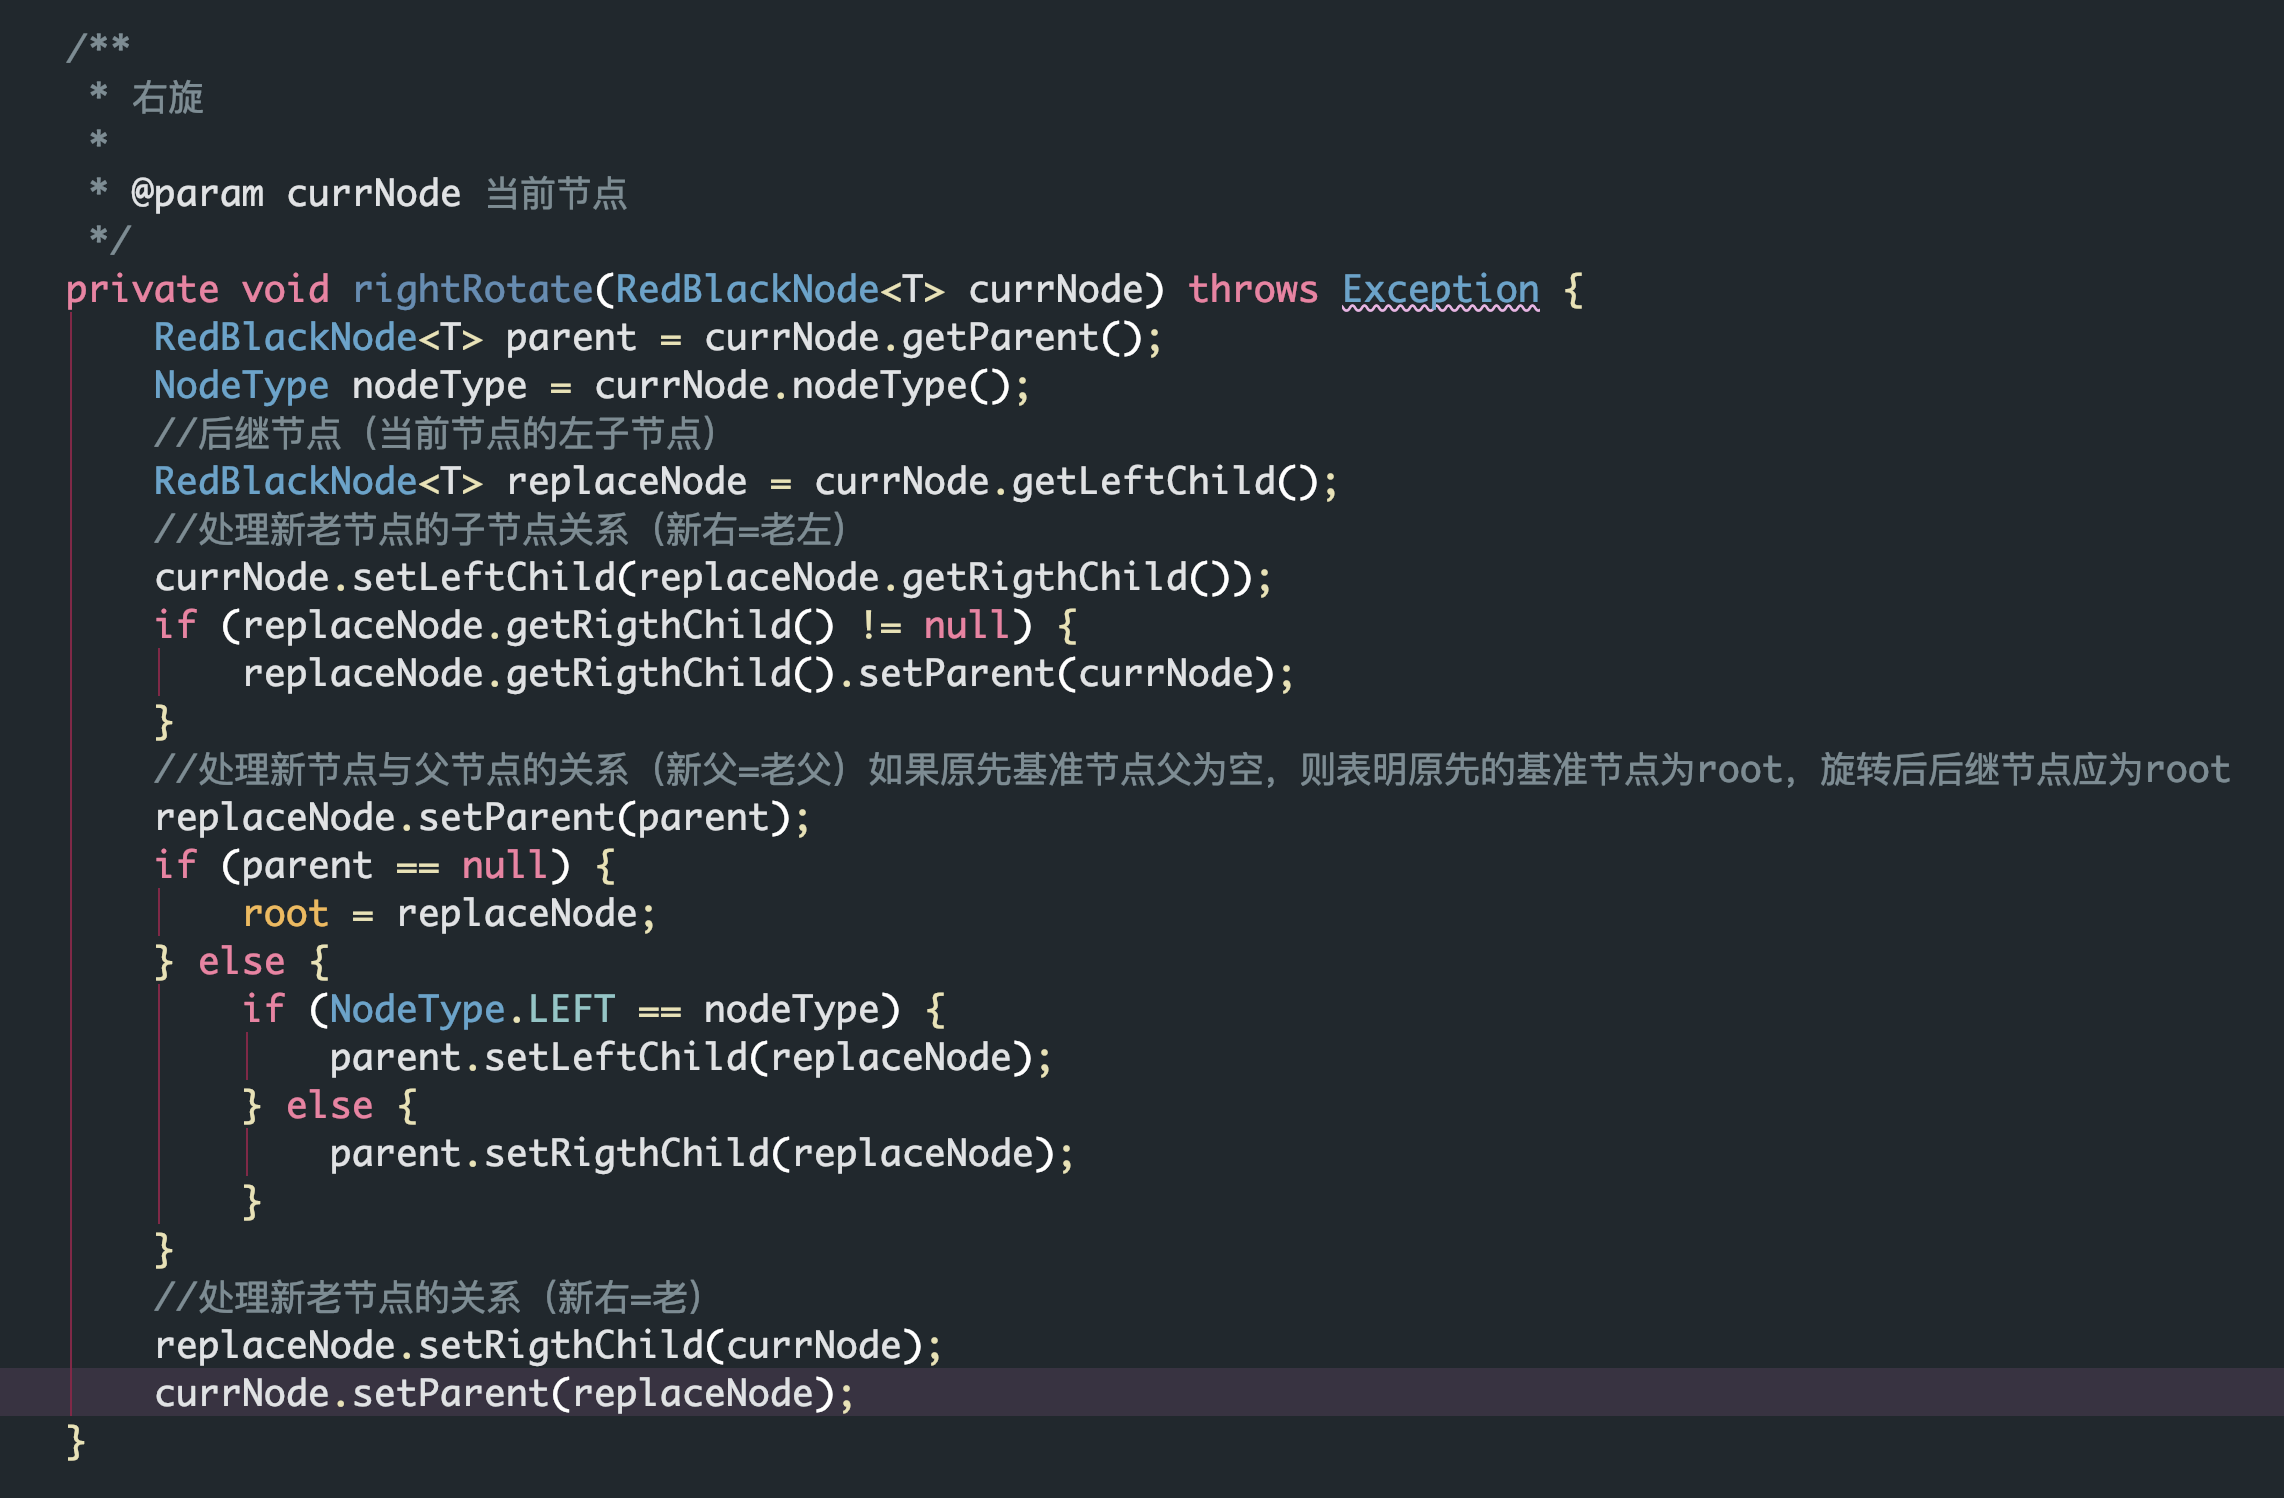 /**
 * 右旋
 *
 * @param currNode 当前节点
 */
private void rightRotate(RedBlackNode<T> currNode) throws Exception {
    RedBlackNode<T> parent = currNode.getParent();
    NodeType nodeType = currNode.nodeType();
    //后继节点（当前节点的左子节点）
    RedBlackNode<T> replaceNode = currNode.getLeftChild();
    //处理新老节点的子节点关系（新右=老左）
    currNode.setLeftChild(replaceNode.getRigthChild());
    if (replaceNode.getRigthChild() != null) {
        replaceNode.getRigthChild().setParent(currNode);
    }
    //处理新节点与父节点的关系（新父=老父）如果原先基准节点父为空，则表明原先的基准节点为root，旋转后后继节点应为root
    replaceNode.setParent(parent);
    if (parent == null) {
        root = replaceNode;
    } else {
        if (NodeType.LEFT == nodeType) {
            parent.setLeftChild(replaceNode);
        } else {
            parent.setRigthChild(replaceNode);
        }
    }
    //处理新老节点的关系（新右=老）
    replaceNode.setRigthChild(currNode);
    currNode.setParent(replaceNode);
}